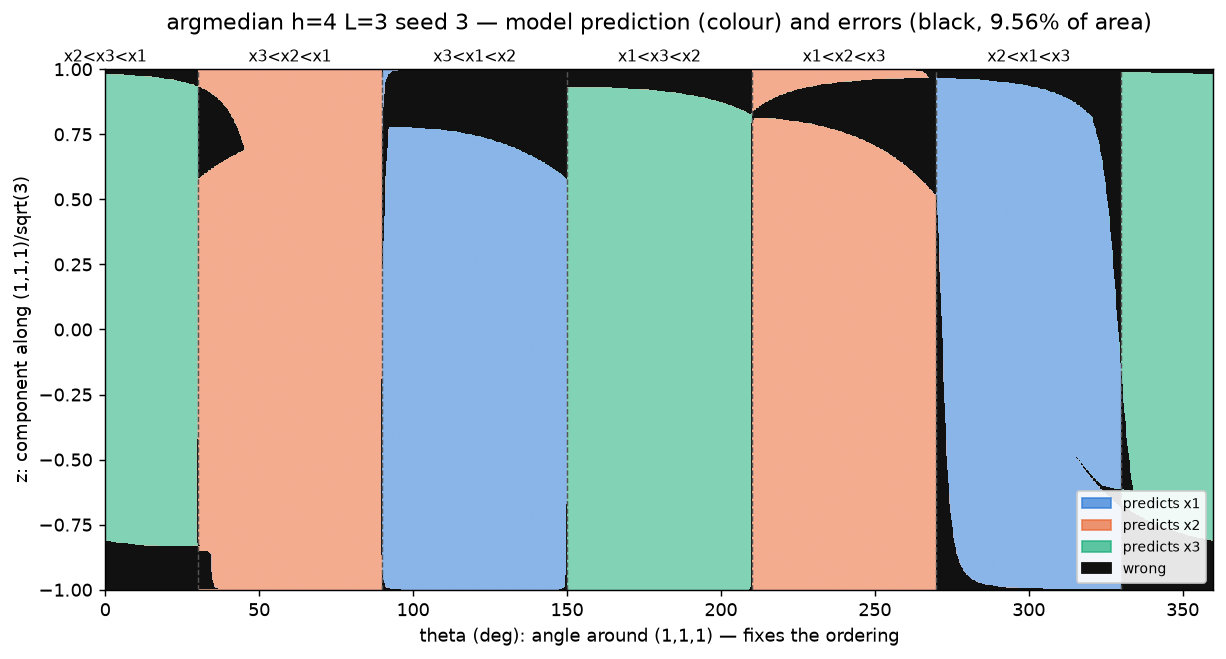 argmedian h=4 L=3 seed 3 — model prediction (colour) and errors (black, 9.56% of area)
x2<x3<x1 x3<x2<x1 x3<x1<x2 x1<x3<x2 x1<x2<x3 x2<x1<x3
1.00
0.75
0.50
0.25
0.00
−0.25
−0.50
−0.75
−1.00
z: component along (1,1,1)/sqrt(3)
predicts x1
predicts x2
predicts x3
wrong
0 50 100 150 200 250 300 350
theta (deg): angle around (1,1,1) — fixes the ordering